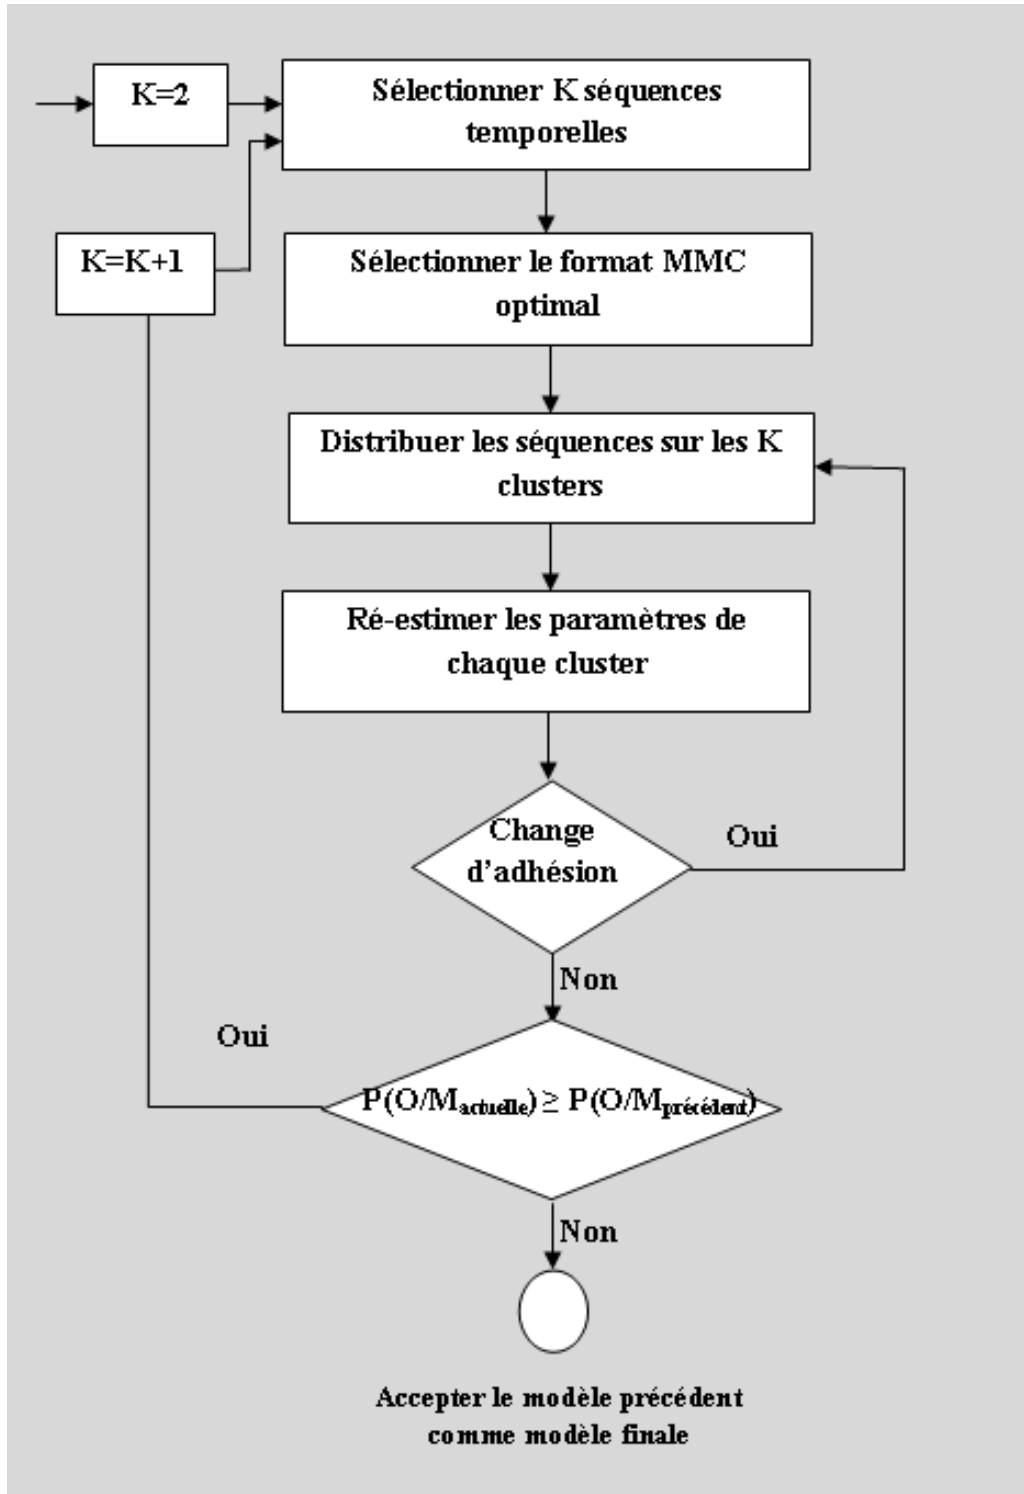 K=2
Sélectionner K séquences
temporelles
K=K+1
Sélectionner le format MMC
optimal
Distribuer les séquences sur les K
clusters
Ré-estimer les paramètres de
chaque cluster
Change
d’adhésion
Oui
Non
Oui
P(O/Mactuelle) ≥ P(O/Mprécédent)
Non
Accepter le modèle précédent
comme modèle finale